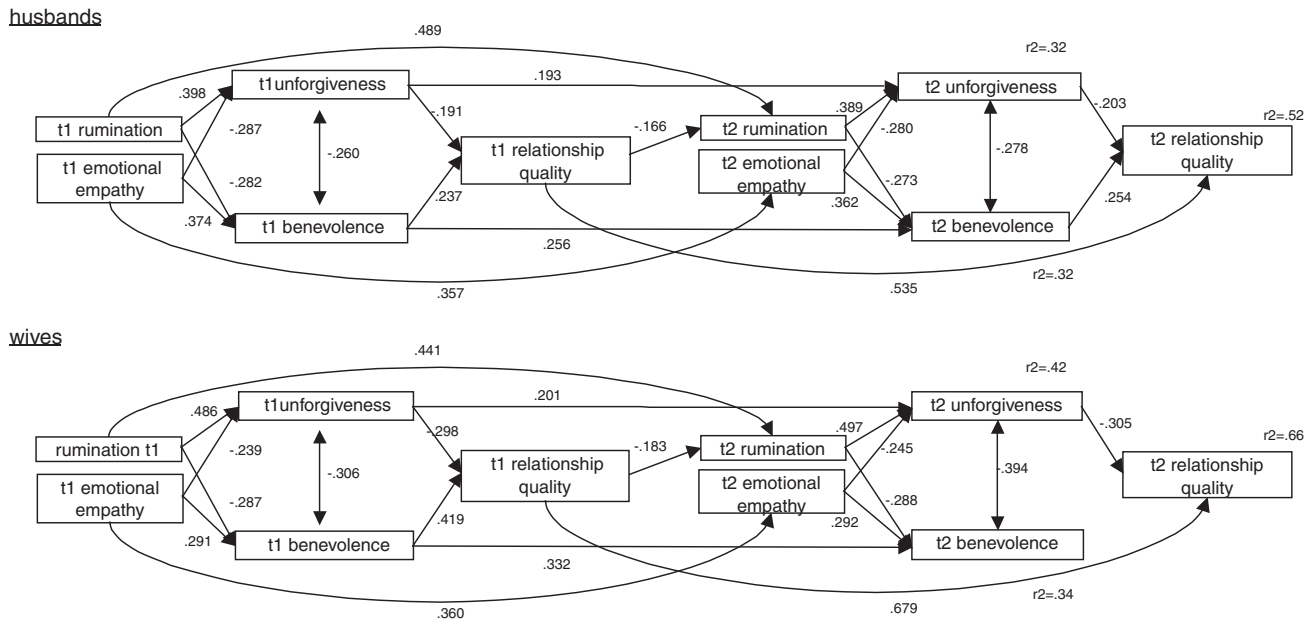 husbands
.489
r2=.32
t1unforgiveness
.193
t2 unforgiveness
.398
-.191
.389
-.203
r2=.52
t1 rumination
-.287
-.260
t1 relationship
quality
-.166
t2 rumination
-.280
-.278
t2 relationship
quality
t1 emotional
empathy
-.282
.237
t2 emotional
empathy
-.273
.362
.254
.374
t1 benevolence
.256
t2 benevolence
.357
.535
r2=.32
wives
.441
r2=.42
t1unforgiveness
.201
t2 unforgiveness
.486
-.298
.497
-.305
r2=.66
rumination t1
-.239
-.306
t1 relationship
quality
-.183
t2 rumination
-.245
-.394
t2 relationship
quality
t1 emotional
empathy
-.287
.419
t2 emotional
empathy
-.288
.292
.291
t1 benevolence
.332
t2 benevolence
.360
.679
r2=.34